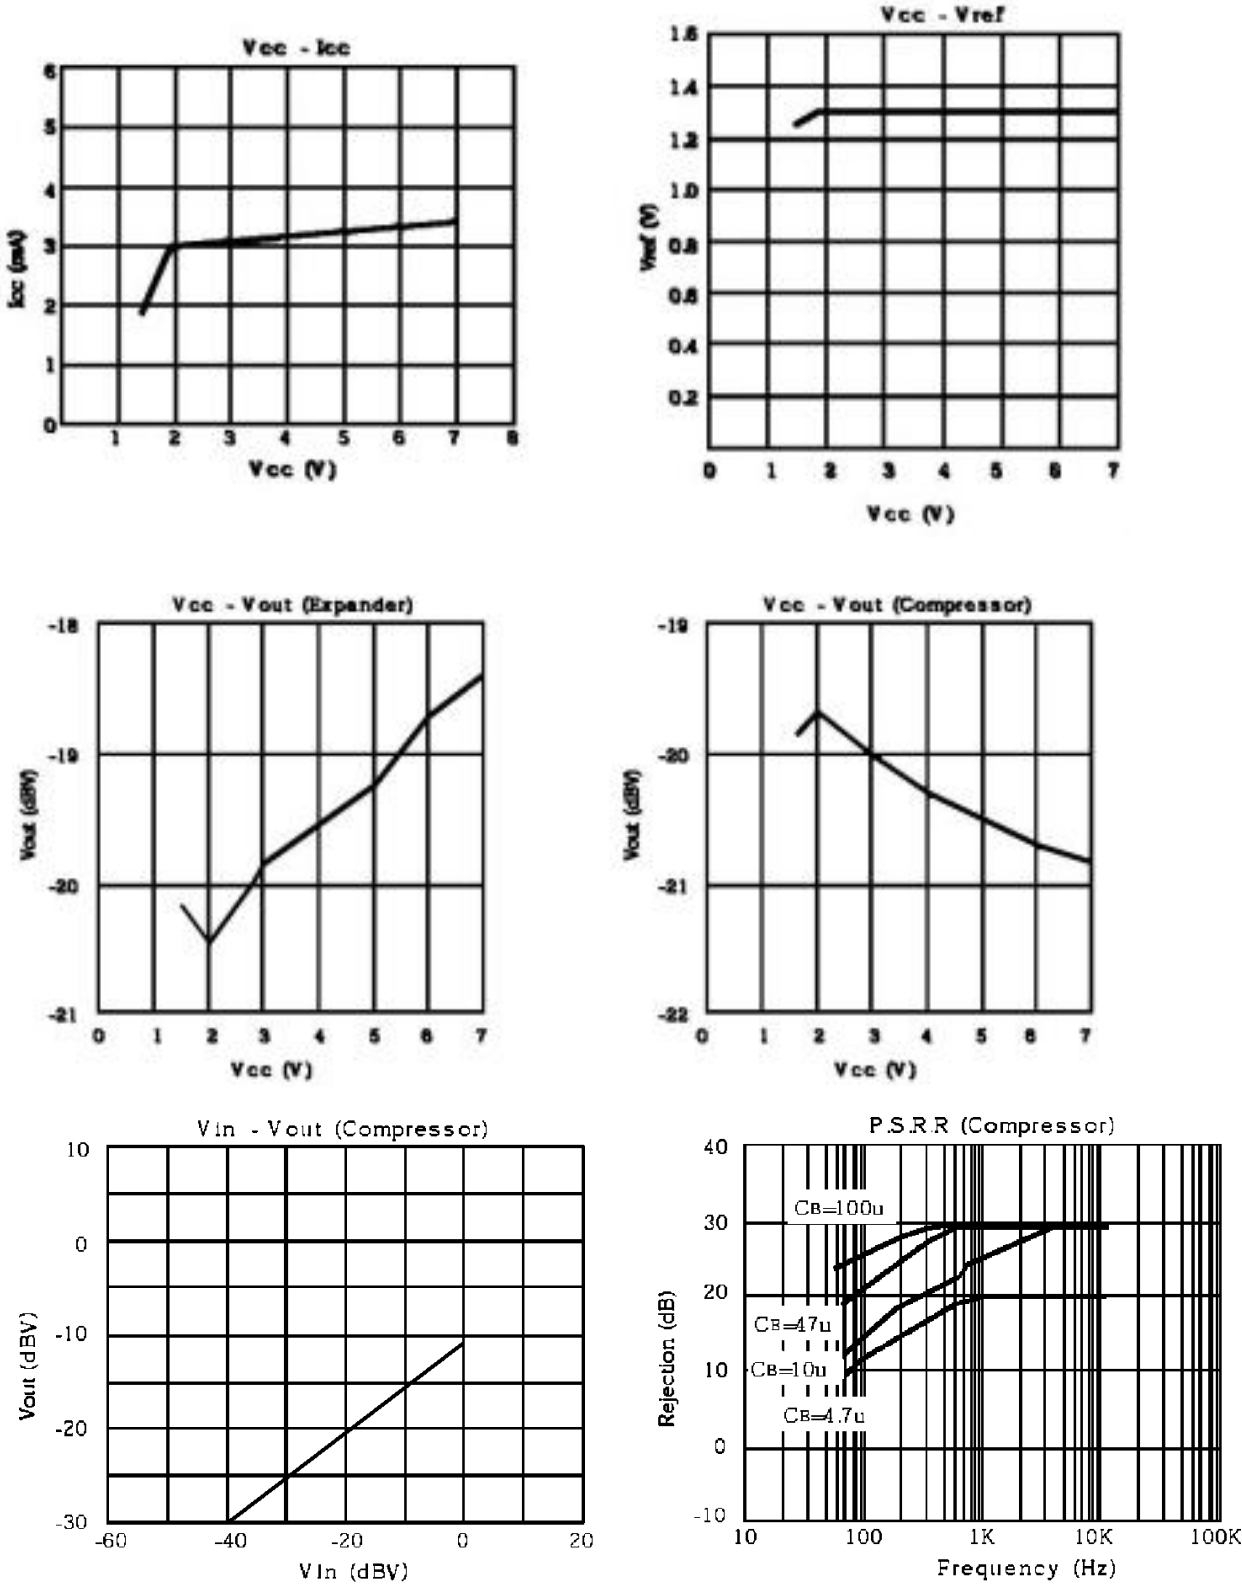 Vcc - Icc
6
5
4
3
2
1
0
1 2 3 4 5 6 7 8
Icc (mA)
Vcc (V)
Vcc - Vref
1.6
1.4
1.2
1.0
0.8
0.6
0.4
0.2
0 1 2 3 4 5 6 7
Vref (V)
Vcc (V)
Vcc - Vout (Expander)
-18
-19
-20
-21
0 1 2 3 4 5 6 7
Vout (dBV)
Vcc (V)
Vcc - Vout (Compressor)
-19
-20
-21
-22
0 1 2 3 4 5 6 7
Vout (dBV)
Vcc (V)
Vin - Vout (Compressor)
10
0
-10
-20
-30
-60 -40 -20 0 20
Vout (dBV)
Vin (dBV)
P.S.R.R (Compressor)
40
30
20
10
0
-10
CB=100u
CB=47u
CB=10u
CB=4.7u
10 100 1K 10K 100K
Rejection (dB)
Frequency (Hz)